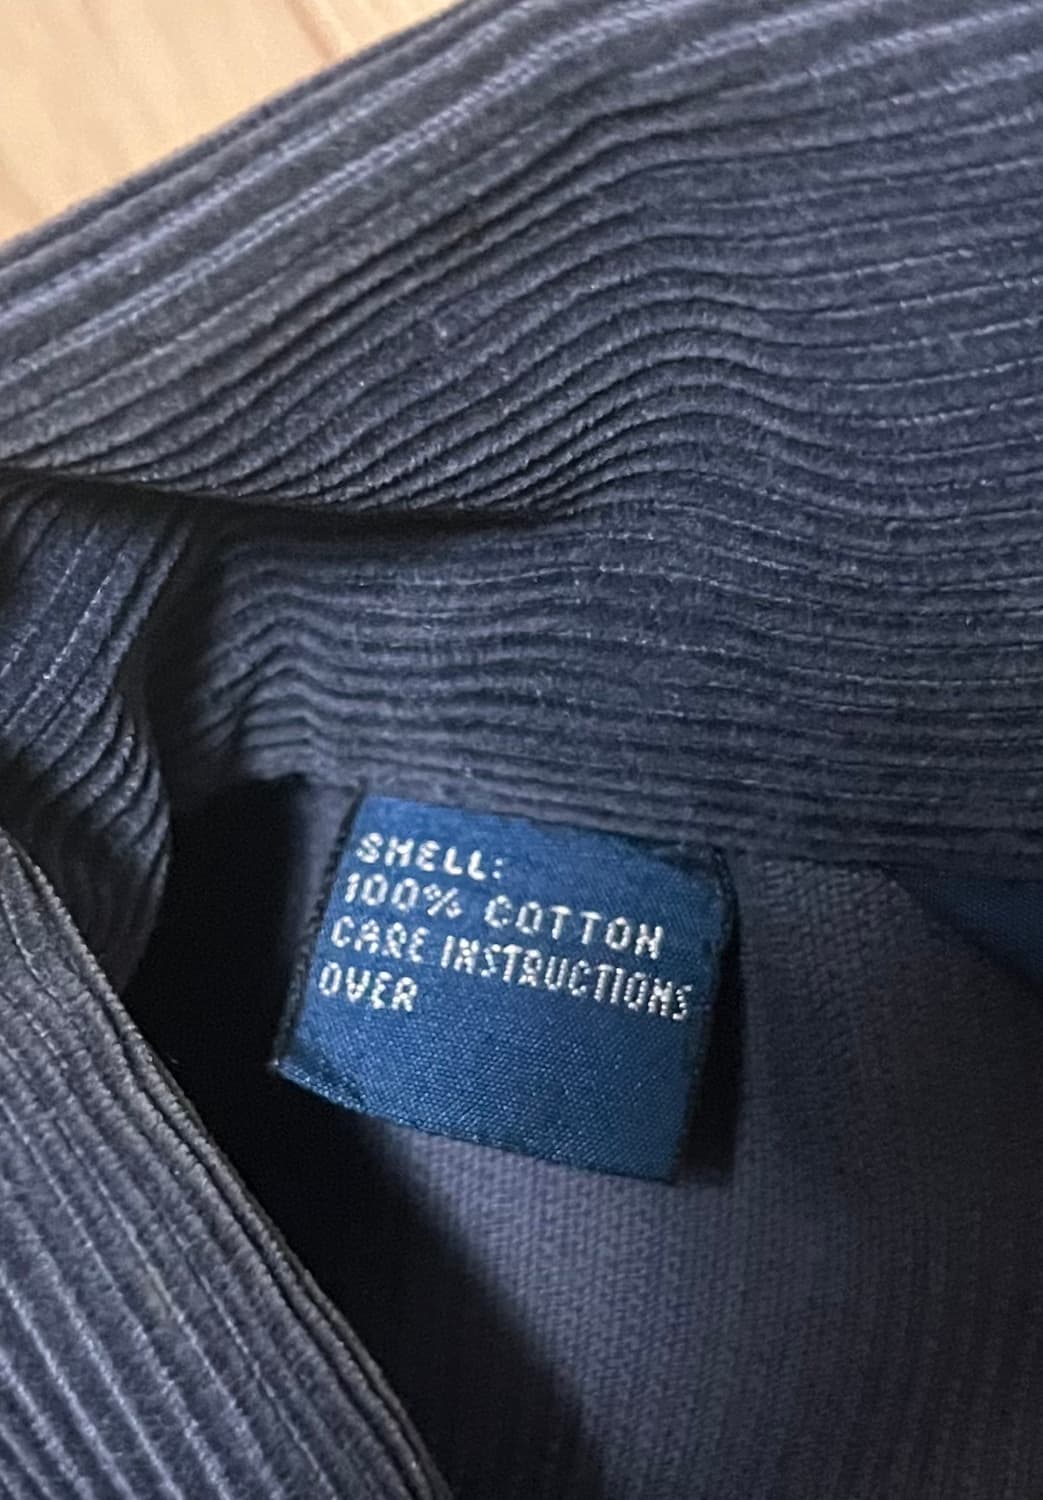 SHELL:
100% COTTON
CARE INSTRUCTIONS
OVER